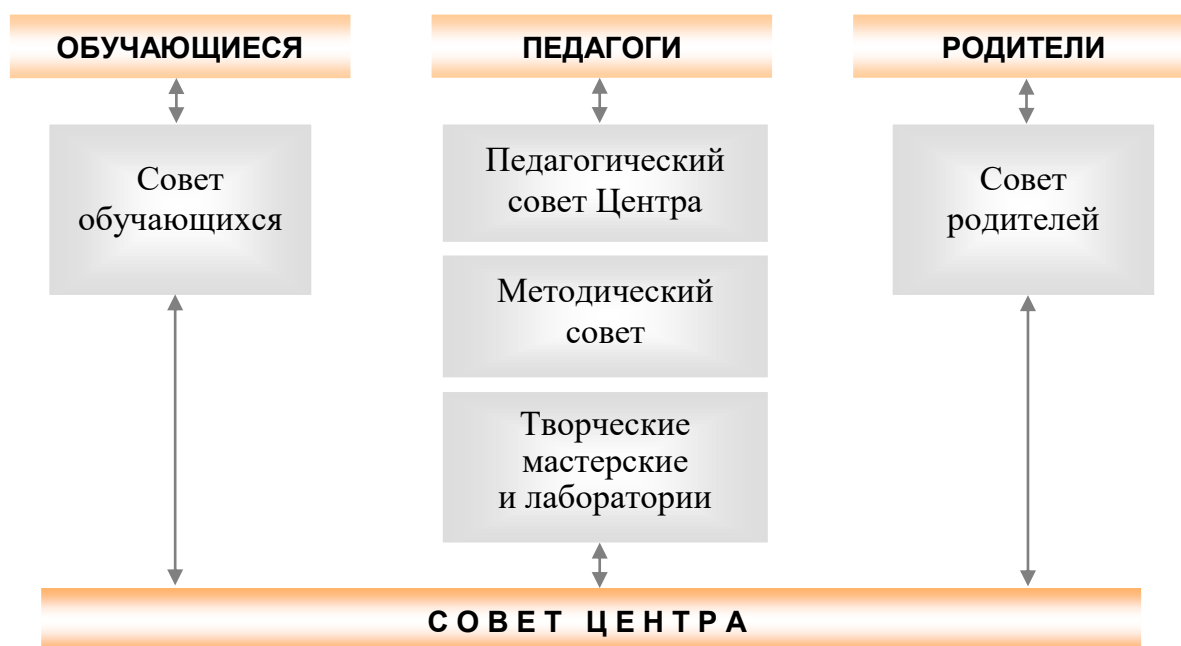 ОБУЧАЮЩИЕСЯ
ПЕДАГОГИ
РОДИТЕЛИ
Совет
обучающихся
Педагогический
совет Центра
Методический
совет
Творческие
мастерские
и лаборатории
Совет
родителей
СОВЕТ ЦЕНТРА